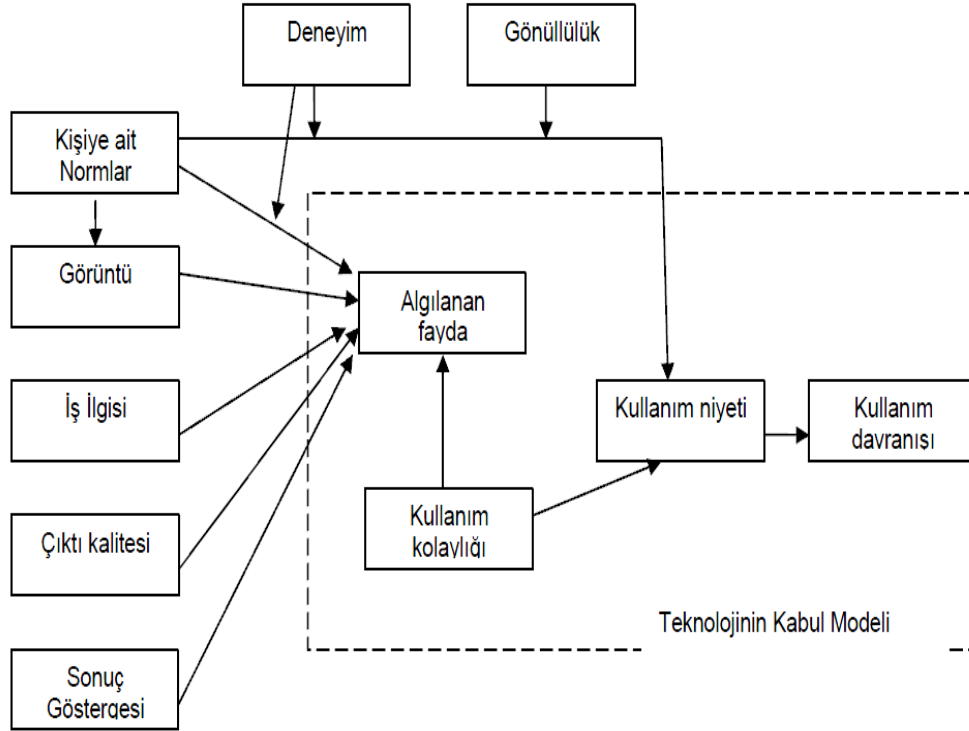 Deneyim
Gönüllülük
Kişiye ait
Normlar
Görüntü
Algılanan
fayda
İş İlgisi
Kullanım niyeti
Kullanım
davranışı
Çıktı kalitesi
Kullanım
kolaylığı
Teknolojinin Kabul Modeli
Sonuç
Göstergesi